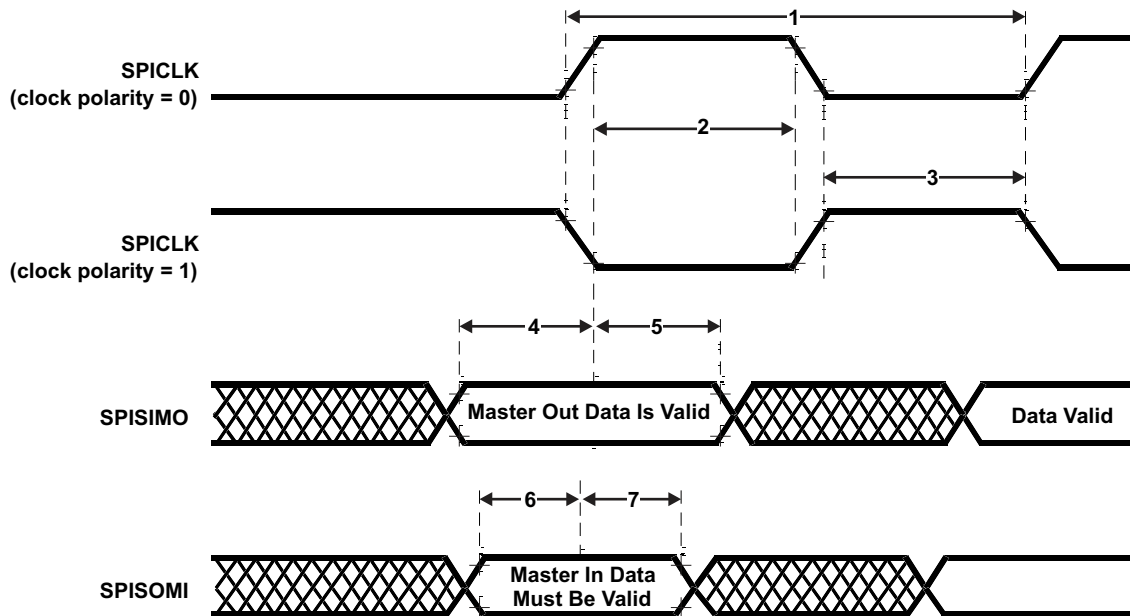 1
SPICLK
(clock polarity = 0)
2
3
SPICLK
(clock polarity = 1)
4
5
SPISIMO
Master Out Data Is Valid
Data Valid
6
7
SPISOMI
Master In Data
Must Be Valid